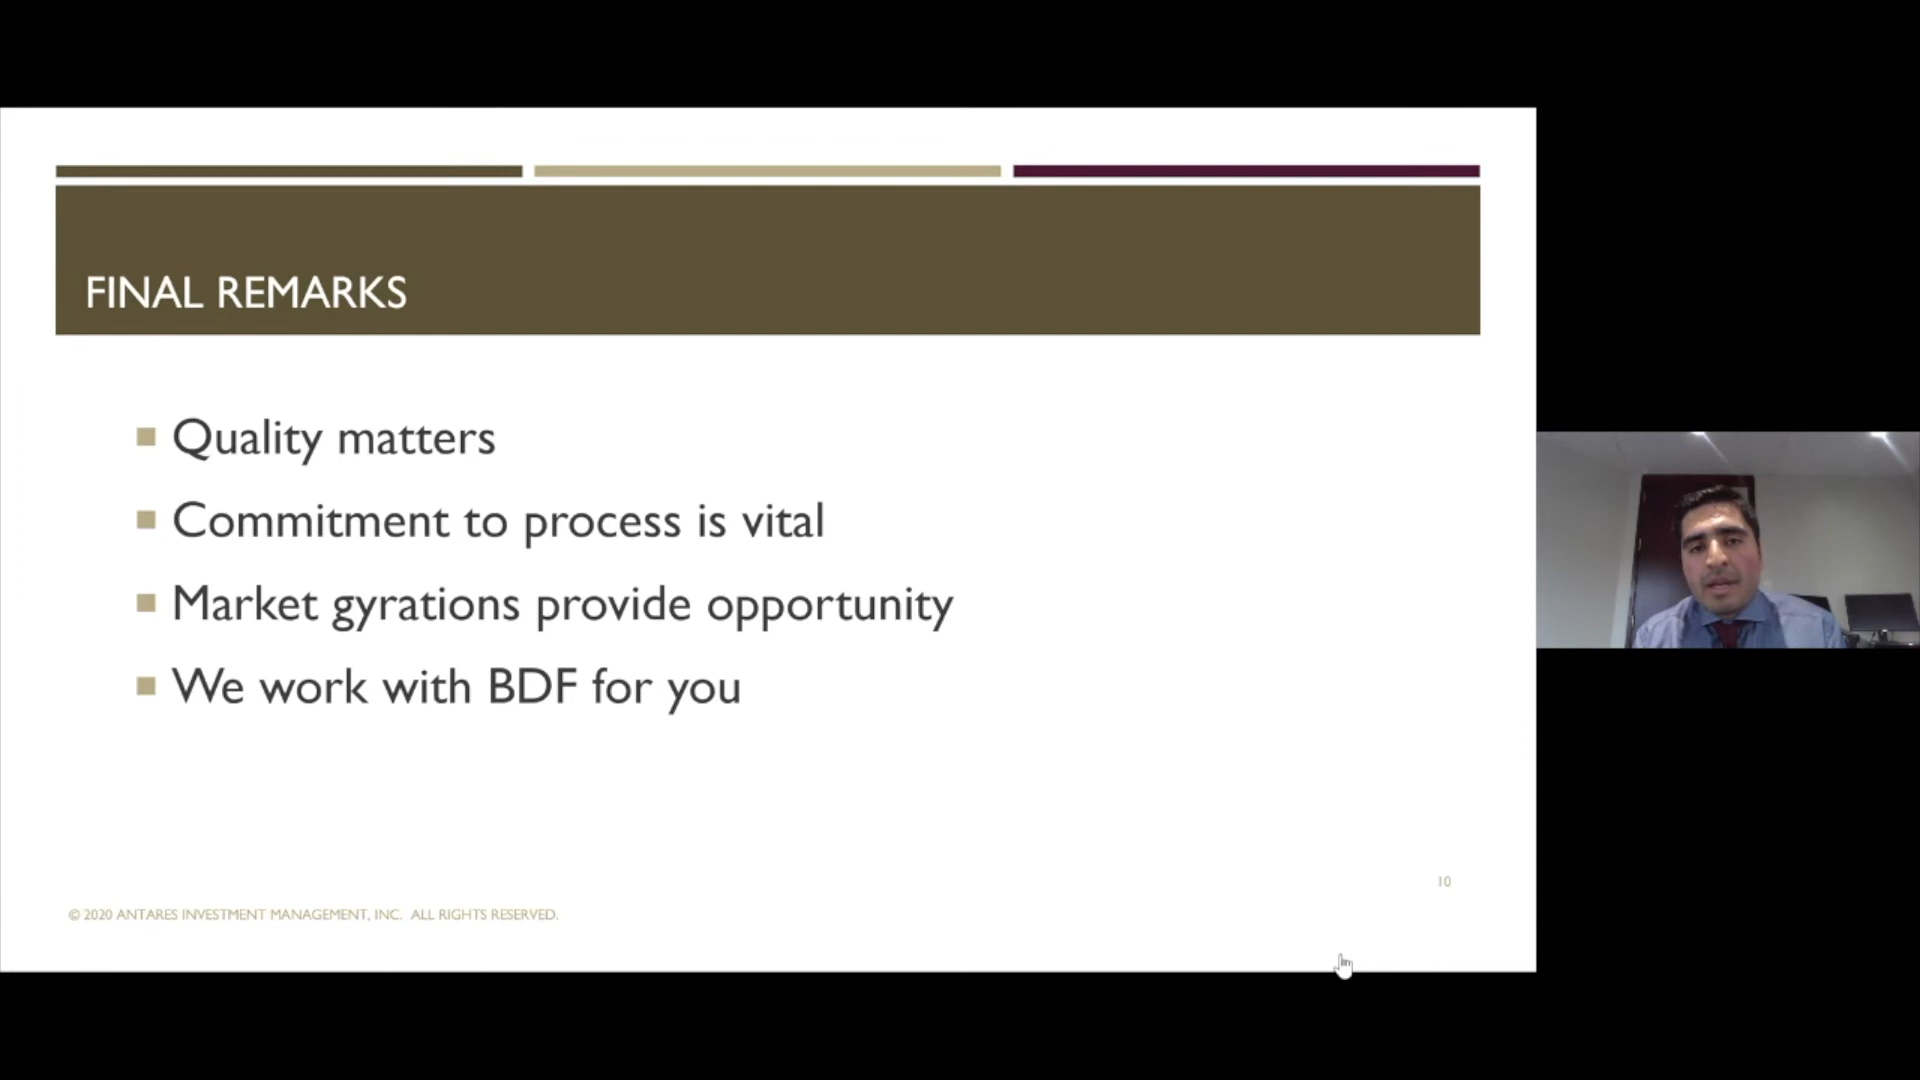 FINAL REMARKS
Quality matters
Commitment to process is vital
Market gyrations provide opportunity
We work with BDF for you
10
© 2020 ANTARES INVESTMENT MANAGEMENT, INC.  ALL RIGHTS RESERVED.